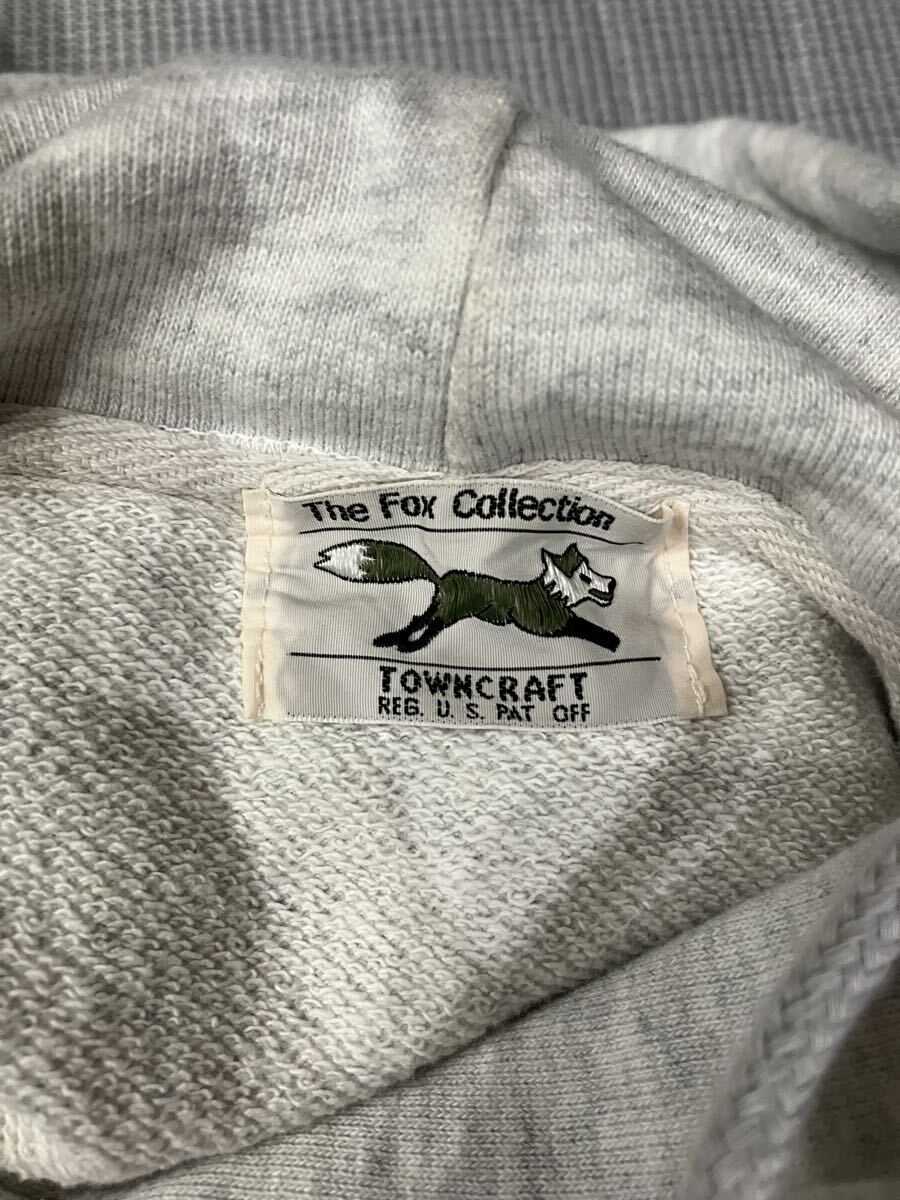 The Fox Collection
TOWNCRAFT
REG. U. S. PAT OFF